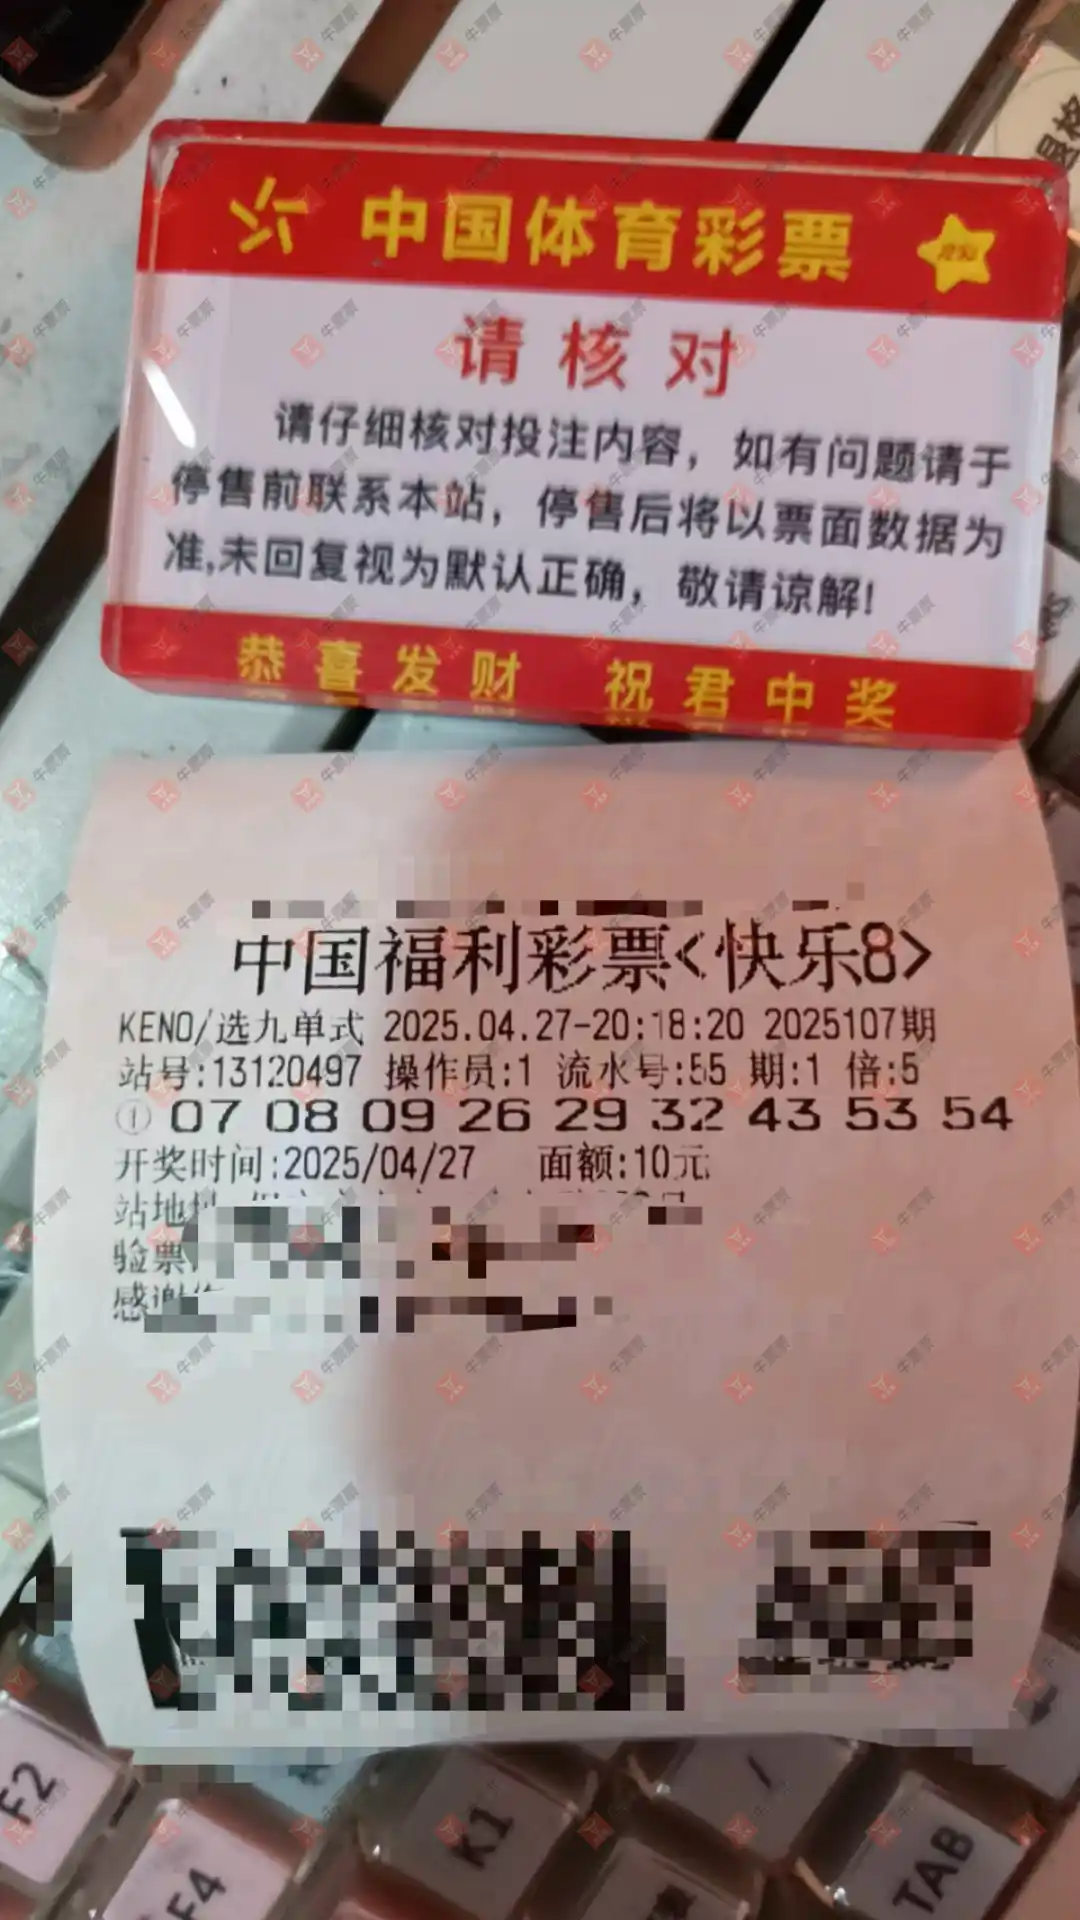 中国体育彩票
请核对
请仔细核对投注内容，如有问题请于
停售前联系本站，停售后将以票面数据为
准,未回复视为默认正确，敬请谅解!
恭喜发财 祝君中奖
中国福利彩票<快乐8>
KENO/选九单式 2025.04.27-20:18:20 2025107期
站号:13120497 操作员:1 流水号:55 期:1 倍:5
① 07 08 09 26 29 32 43 53 54
开奖时间:2025/04/27 面额:10元
站地址
验票
感谢
F2
F4
K1
/
TAB
牛票票